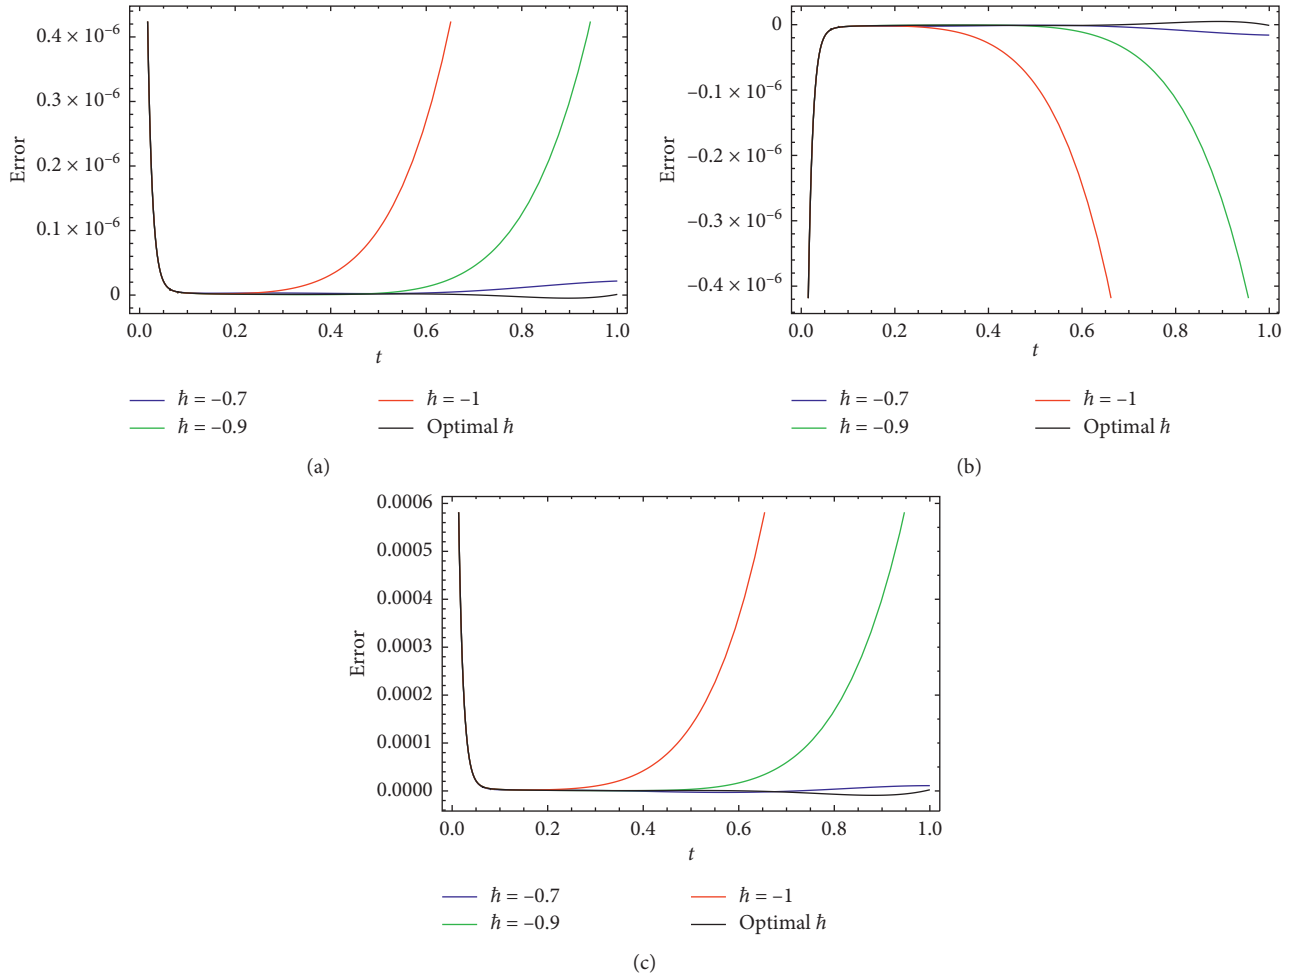 0.4 × 10⁻⁶
0.3 × 10⁻⁶
0.2 × 10⁻⁶
0.1 × 10⁻⁶
0
Error
0.0 0.2 0.4 0.6 0.8 1.0
t
ħ = –0.7 ħ = –1
ħ = –0.9 Optimal ħ
(a)
0
–0.1 × 10⁻⁶
–0.2 × 10⁻⁶
–0.3 × 10⁻⁶
–0.4 × 10⁻⁶
Error
0.0 0.2 0.4 0.6 0.8 1.0
t
ħ = –0.7 ħ = –1
ħ = –0.9 Optimal ħ
(b)
0.0006
0.0005
0.0004
0.0003
0.0002
0.0001
0.0000
Error
0.0 0.2 0.4 0.6 0.8 1.0
t
ħ = –0.7 ħ = –1
ħ = –0.9 Optimal ħ
(c)